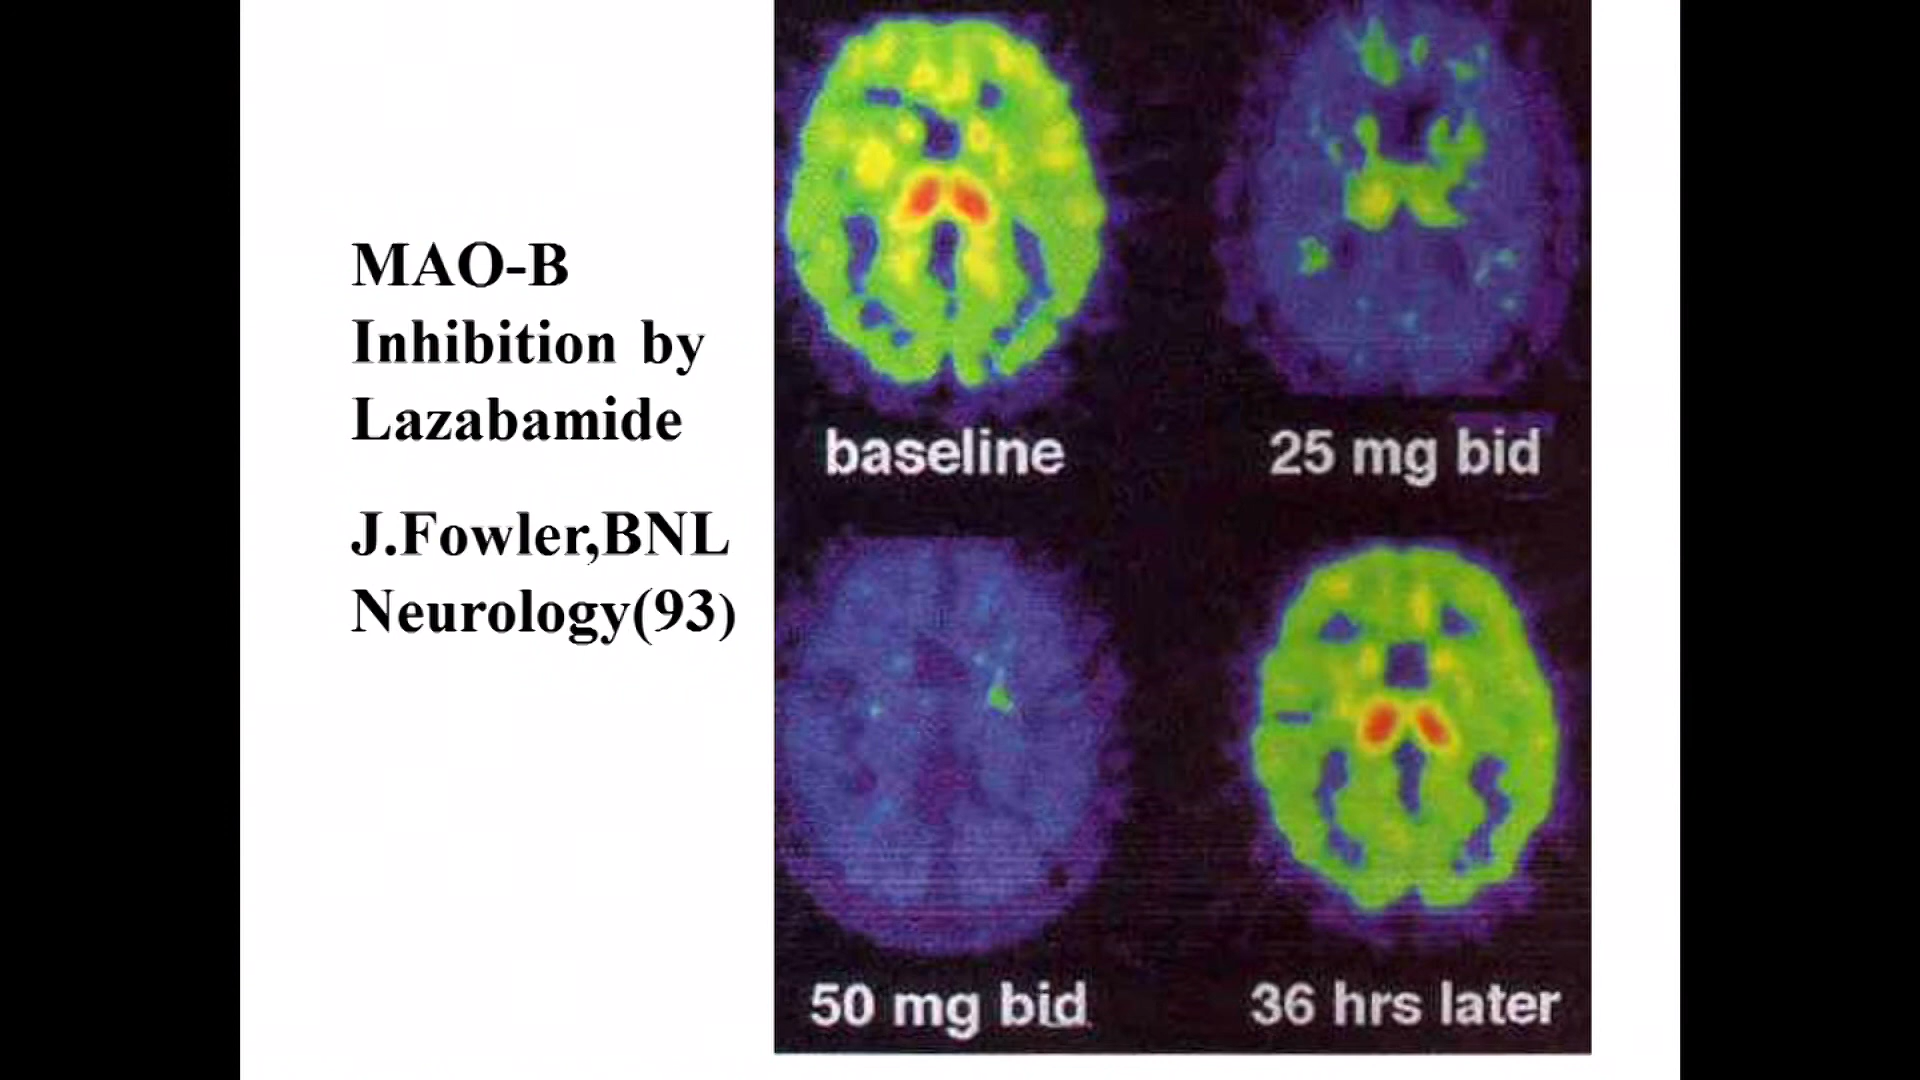 MAO-B
Inhibition by
Lazabamide
J.Fowler,BNL
Neurology(93)
baseline
25 mg bid
50 mg bid
36 hrs later